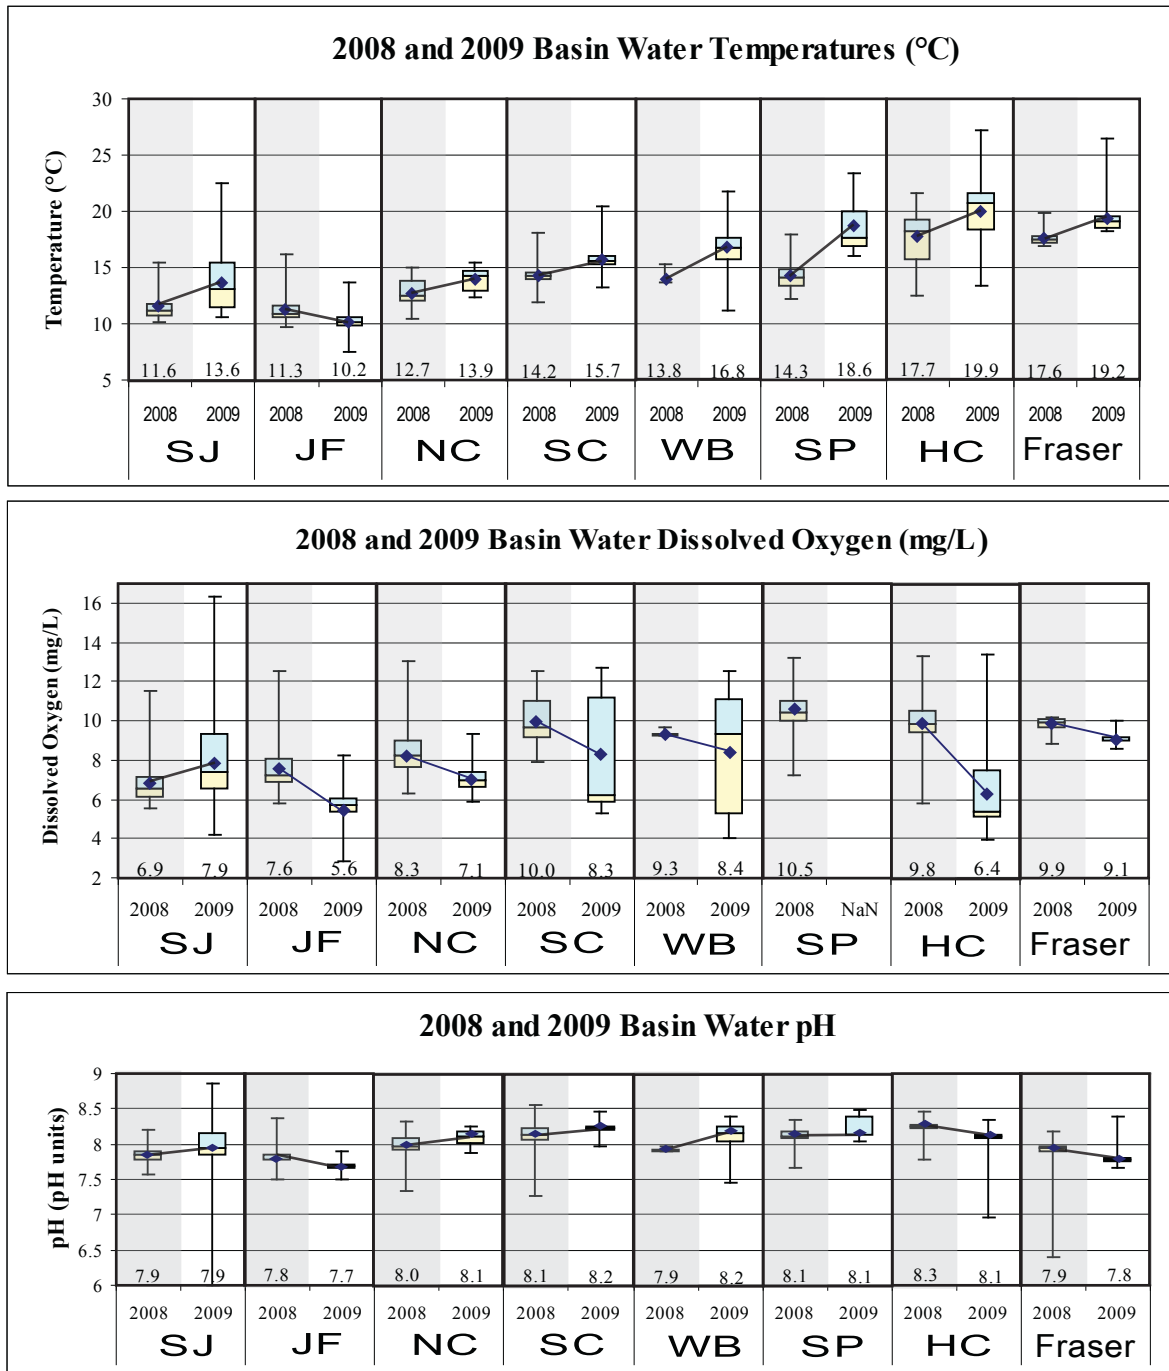 2008 and 2009 Basin Water Temperatures (°C)
Temperature (°C)
30
25
20
15
10
5
11.6 13.6 11.3 10.2 12.7 13.9 14.2 15.7 13.8 16.8 14.3 18.6 17.7 19.9 17.6 19.2
2008 2009 2008 2009 2008 2009 2008 2009 2008 2009 2008 2009 2008 2009 2008 2009
SJ JF NC SC WB SP HC Fraser
2008 and 2009 Basin Water Dissolved Oxygen (mg/L)
Dissolved Oxygen (mg/L)
16
14
12
10
8
6
4
2
6.9 7.9 7.6 5.6 8.3 7.1 10.0 8.3 9.3 8.4 10.5 9.8 6.4 9.9 9.1
2008 2009 2008 2009 2008 2009 2008 2009 2008 2009 2008 NaN 2008 2009 2008 2009
SJ JF NC SC WB SP HC Fraser
2008 and 2009 Basin Water pH
pH (pH units)
9
8.5
8
7.5
7
6.5
6
7.9 7.9 7.8 7.7 8.0 8.1 8.1 8.2 7.9 8.2 8.1 8.1 8.3 8.1 7.9 7.8
2008 2009 2008 2009 2008 2009 2008 2009 2008 2009 2008 2009 2008 2009 2008 2009
SJ JF NC SC WB SP HC Fraser